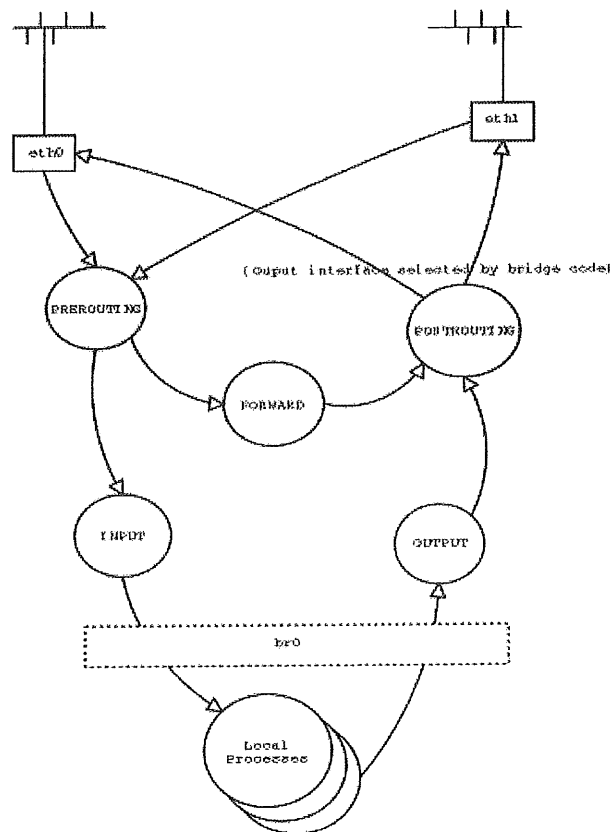 eth1
eth0
(Ouput interface selected by bridge code)
PREROUTING
POSTROUTING
FORWARD
INPUT
OUTPUT
br0
Local
Processes